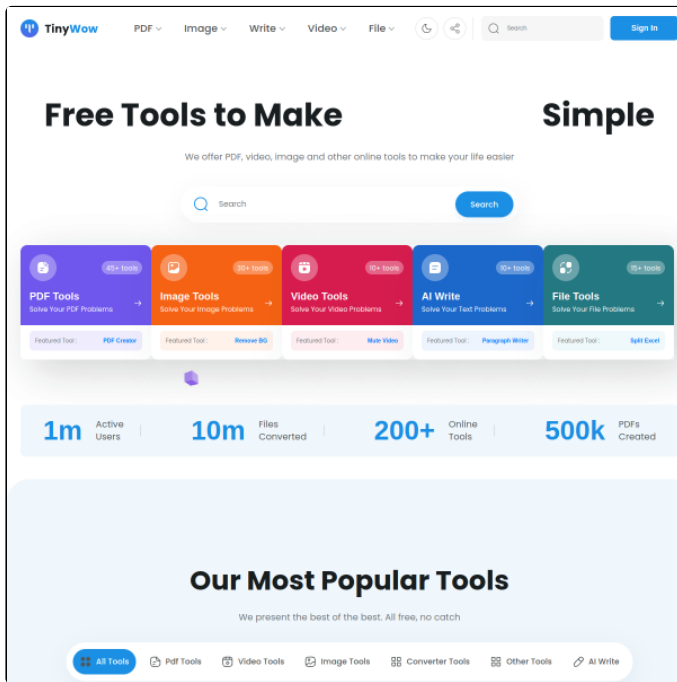 TinyWow
PDF Image Write Video File Search Sign In
Free Tools to Make Simple
We offer PDF, video, image and other online tools to make your life easier
Search Search
45+ tools 30+ tools 10+ tools 10+ tools 15+ tools
PDF Tools Image Tools Video Tools AI Write File Tools
Solve Your PDF Problems Solve Your Image Problems Solve Your Video Problems Solve Your Text Problems Solve Your File Problems
Featured Tool : PDF Creator Featured Tool : Remove BG Featured Tool : Mute Video Featured Tool : Paragraph Writer Featured Tool : Split Excel
1m Active Users 10m Files Converted 200+ Online Tools 500k PDFs Created
Our Most Popular Tools
We present the best of the best. All free, no catch
All Tools Pdf Tools Video Tools Image Tools Converter Tools Other Tools AI Write